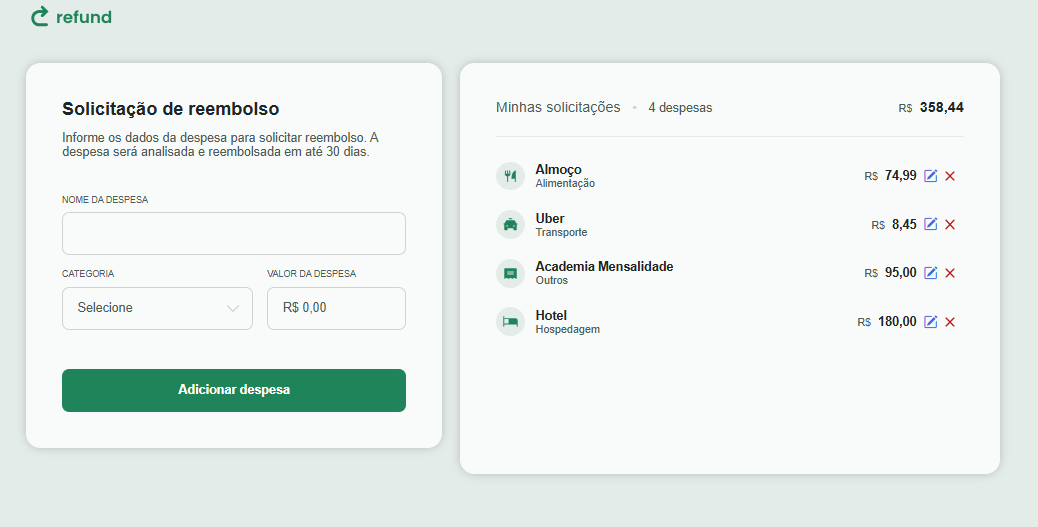 refund
Solicitação de reembolso
Informe os dados da despesa para solicitar reembolso. A
despesa será analisada e reembolsada em até 30 dias.
NOME DA DESPESA
CATEGORIA
VALOR DA DESPESA
Selecione
R$ 0,00
Adicionar despesa
Minhas solicitações • 4 despesas R$ 358,44
Almoço
Alimentação
R$ 74,99
Uber
Transporte
R$ 8,45
Academia Mensalidade
Outros
R$ 95,00
Hotel
Hospedagem
R$ 180,00